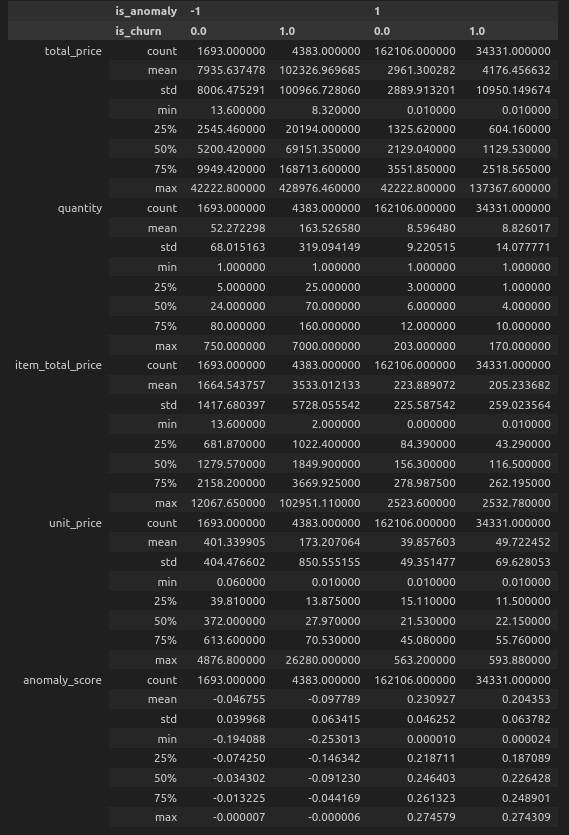 is_anomaly -1 1
is_churn 0.0 1.0 0.0 1.0
total_price count 1693.000000 4383.000000 162106.000000 34331.000000
mean 7935.637478 102326.969685 2961.300282 4176.456632
std 8006.475291 100966.728060 2889.913201 10950.149674
min 13.600000 8.320000 0.010000 0.010000
25% 2545.460000 20194.000000 1325.620000 604.160000
50% 5200.420000 69151.350000 2129.040000 1129.530000
75% 9949.420000 168713.600000 3551.850000 2518.565000
max 42222.800000 428976.460000 42222.800000 137367.600000
quantity count 1693.000000 4383.000000 162106.000000 34331.000000
mean 52.272298 163.526580 8.596480 8.826017
std 68.015163 319.094149 9.220515 14.077771
min 1.000000 1.000000 1.000000 1.000000
25% 5.000000 25.000000 3.000000 1.000000
50% 24.000000 70.000000 6.000000 4.000000
75% 80.000000 160.000000 12.000000 10.000000
max 750.000000 7000.000000 203.000000 170.000000
item_total_price count 1693.000000 4383.000000 162106.000000 34331.000000
mean 1664.543757 3533.012133 223.889072 205.233682
std 1417.680397 5728.055542 225.587542 259.023564
min 13.600000 2.000000 0.000000 0.010000
25% 681.870000 1022.400000 84.390000 43.290000
50% 1279.570000 1849.900000 156.300000 116.500000
75% 2158.200000 3669.925000 278.987500 262.195000
max 12067.650000 102951.110000 2523.600000 2532.780000
unit_price count 1693.000000 4383.000000 162106.000000 34331.000000
mean 401.339905 173.207064 39.857603 49.722452
std 404.476602 850.555155 49.351477 69.628053
min 0.060000 0.010000 0.010000 0.010000
25% 39.810000 13.875000 15.110000 11.500000
50% 372.000000 27.970000 21.530000 22.150000
75% 613.600000 70.530000 45.080000 55.760000
max 4876.800000 26280.000000 563.200000 593.880000
anomaly_score count 1693.000000 4383.000000 162106.000000 34331.000000
mean -0.046755 -0.097789 0.230927 0.204353
std 0.039968 0.063415 0.046252 0.063782
min -0.194088 -0.253013 0.000010 0.000024
25% -0.074250 -0.146342 0.218711 0.187089
50% -0.034302 -0.091230 0.246403 0.226428
75% -0.013225 -0.044169 0.261323 0.248901
max -0.000007 -0.000006 0.274579 0.274309